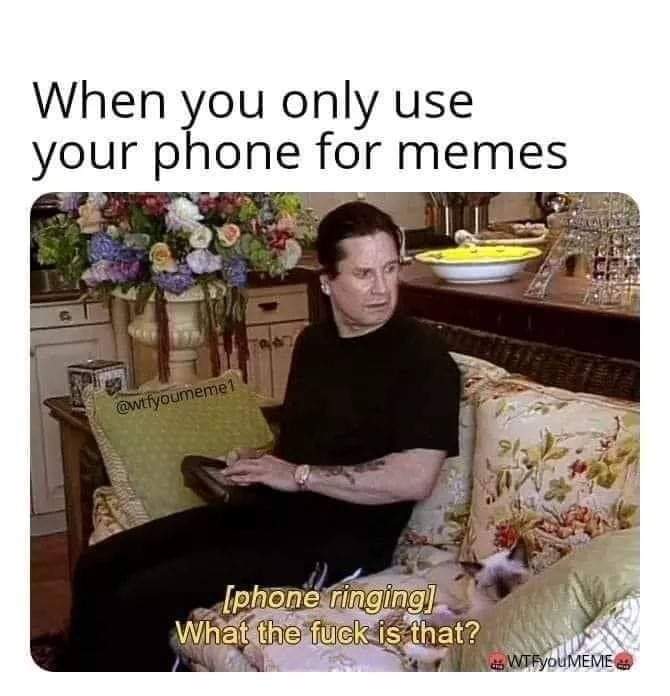 When you only use
your phone for memes
@wtfyoumeme1
[phone ringing]
What the fuck is that?
😡WTFyouMEME😡